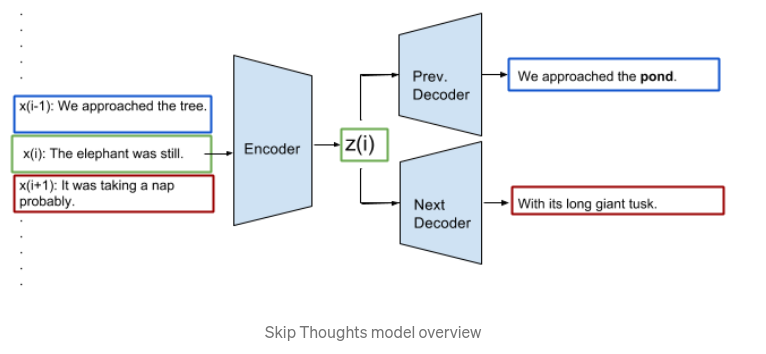 x(i-1): We approached the tree.
x(i): The elephant was still.
x(i+1): It was taking a nap
probably.
Encoder
z(i)
Prev.
Decoder
We approached the pond.
Next
Decoder
With its long giant tusk.
Skip Thoughts model overview